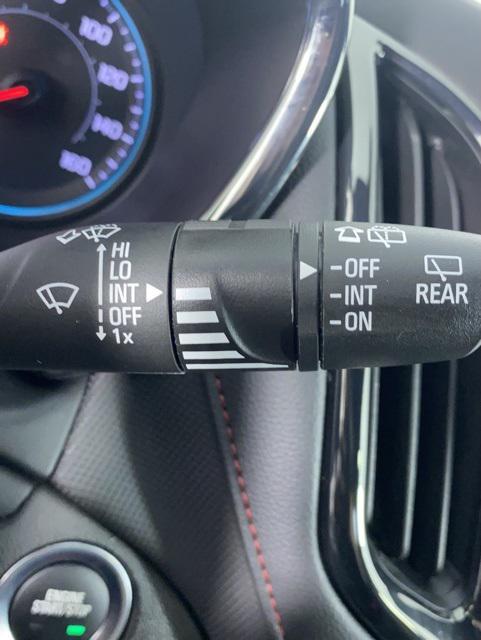 100
120
140
160
HI
LO
INT
OFF
1x
OFF
INT
ON
REAR
ENGINE
START/STOP